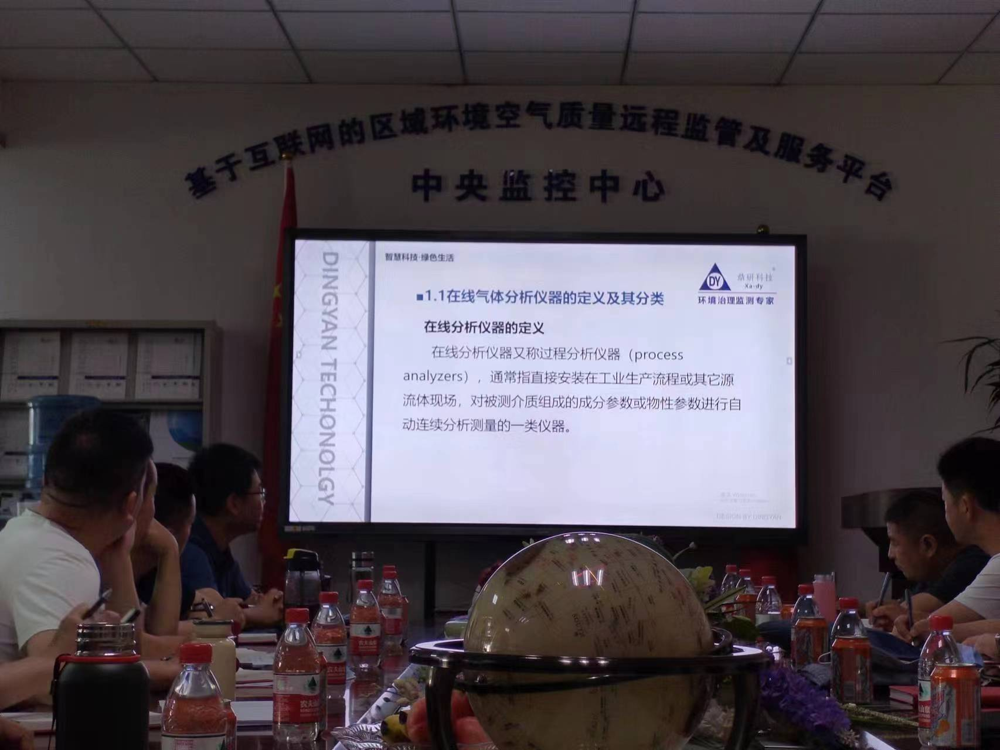 基于互联网的区域环境空气质量远程监管及服务平台
中央监控中心
DINGYAN TECHONOLGY
智慧科技·绿色生活
DY
鼎研科技
Xa-dy
环境治理监测专家
■1.1在线气体分析仪器的定义及其分类
在线分析仪器的定义
在线分析仪器又称过程分析仪器（process
analyzers），通常指直接安装在工业生产流程或其它源
流体现场，对被测介质组成的成分参数或物性参数进行自
动连续分析测量的一类仪器。
DESIGN BY DINGYAN
农夫山泉
农夫山